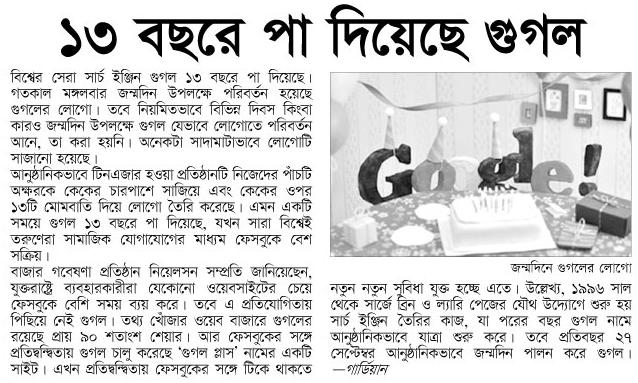 ১৩ বছরে পা দিয়েছে গুগল
বিশ্বের সেরা সার্চ ইঞ্জিন গুগল ১৩ বছরে পা দিয়েছে।
গতকাল মঙ্গলবার জন্মদিন উপলক্ষে পরিবর্তন হয়েছে
গুগলের লোগো। তবে নিয়মিতভাবে বিভিন্ন দিবস কিংবা
কারও জন্মদিন উপলক্ষে গুগল যেভাবে লোগোতে পরিবর্তন
আনে, তা করা হয়নি। অনেকটা সাদামাটাভাবে লোগোটি
সাজানো হয়েছে।
আনুষ্ঠানিকভাবে টিনএজার হওয়া প্রতিষ্ঠানটি নিজেদের পাঁচটি
অক্ষরকে কেকের চারপাশে সাজিয়ে এবং কেকের ওপর
১৩টি মোমবাতি দিয়ে লোগো তৈরি করেছে। এমন একটি
সময়ে গুগল ১৩ বছরে পা দিয়েছে, যখন সারা বিশ্বেই
তরুণেরা সামাজিক যোগাযোগের মাধ্যম ফেসবুকে বেশ
সক্রিয়।
বাজার গবেষণা প্রতিষ্ঠান নিয়েলসন সম্প্রতি জানিয়েছেন,
যুক্তরাষ্ট্রে ব্যবহারকারীরা যেকোনো ওয়েবসাইটের চেয়ে
ফেসবুকে বেশি সময় ব্যয় করে। তবে এ প্রতিযোগিতায়
পিছিয়ে নেই গুগল। তথ্য খোঁজার ওয়েব বাজারে গুগলের
রয়েছে প্রায় ৯০ শতাংশ শেয়ার। আর ফেসবুকের সঙ্গে
প্রতিদ্বন্দ্বিতায় গুগল চালু করেছে ‘গুগল প্লাস’ নামের একটি
সাইট। এখন প্রতিদ্বন্দ্বিতায় ফেসবুকের সঙ্গে টিকে থাকতে
Google!
জন্মদিনে গুগলের লোগো
নতুন নতুন সুবিধা যুক্ত হচ্ছে এতে। উল্লেখ্য, ১৯৯৬ সাল
থেকে সার্জে ব্রিন ও ল্যারি পেজের যৌথ উদ্যোগে শুরু হয়
সার্চ ইঞ্জিন তৈরির কাজ, যা পরের বছর গুগল নামে
আনুষ্ঠানিকভাবে যাত্রা শুরু করে। তবে প্রতিবছর ২৭
সেপ্টেম্বর আনুষ্ঠানিকভাবে জন্মদিন পালন করে গুগল।
—গার্ডিয়ান